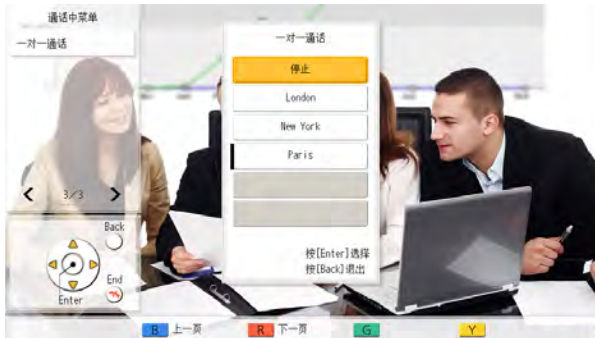 通话中菜单
一对一通话
3/3
Back
End
Enter
一对一通话
停止
London
New York
Paris
按[Enter]选择
按[Back]退出
B 上一页 R 下一页 G Y